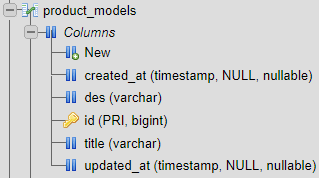 product_models
Columns
New
created_at (timestamp, NULL, nullable)
des (varchar)
id (PRI, bigint)
title (varchar)
updated_at (timestamp, NULL, nullable)